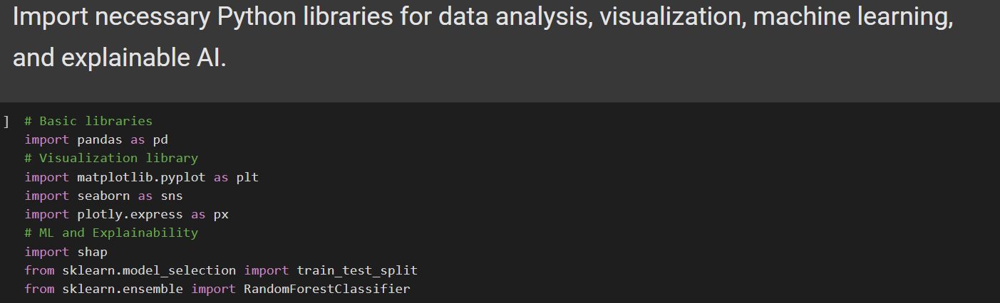 Import necessary Python libraries for data analysis, visualization, machine learning,
and explainable AI.
] # Basic libraries
import pandas as pd
# Visualization library
import matplotlib.pyplot as plt
import seaborn as sns
import plotly.express as px
# ML and Explainability
import shap
from sklearn.model_selection import train_test_split
from sklearn.ensemble import RandomForestClassifier